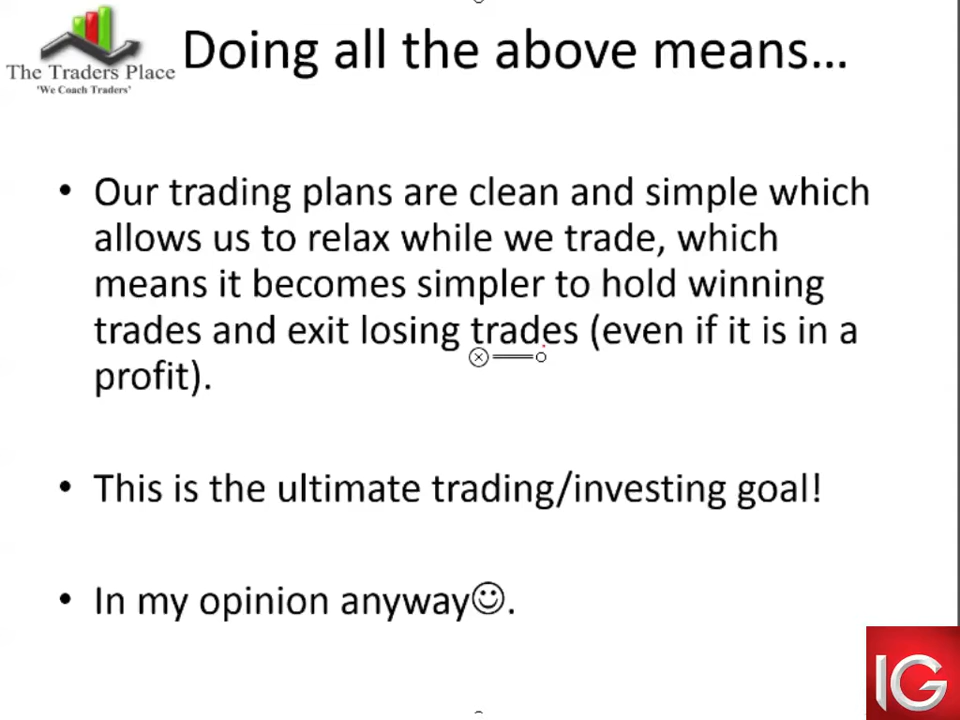 Doing all the above means…
The Traders Place
'We Coach Traders'
• Our trading plans are clean and simple which
allows us to relax while we trade, which
means it becomes simpler to hold winning
trades and exit losing trades (even if it is in a
profit).
• This is the ultimate trading/investing goal!
• In my opinion anyway☺.
IG